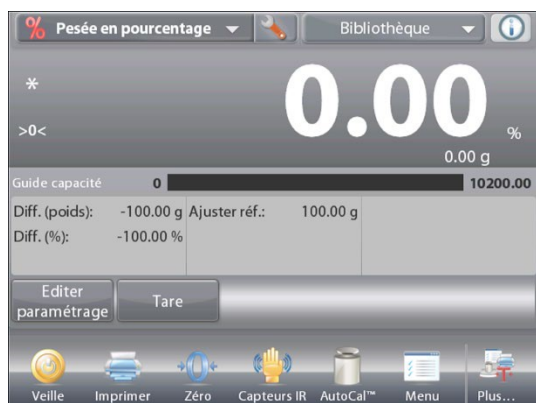 % Pesée en pourcentage Bibliothèque
*
>0<
0.00 %
0.00 g
Guide capacité 0 10200.00
Diff. (poids): -100.00 g Ajuster réf.: 100.00 g
Diff. (%): -100.00 %
Editer paramétrage Tare
Veille Imprimer Zéro Capteurs IR AutoCal™ Menu Plus...